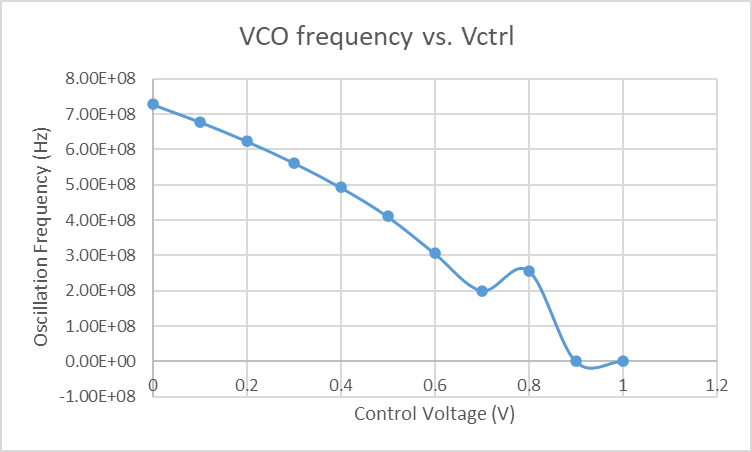 VCO frequency vs. Vctrl
8.00E+08
7.00E+08
6.00E+08
5.00E+08
4.00E+08
3.00E+08
2.00E+08
1.00E+08
0.00E+00
-1.00E+08
Oscillation Frequency (Hz)
0 0.2 0.4 0.6 0.8 1 1.2
Control Voltage (V)